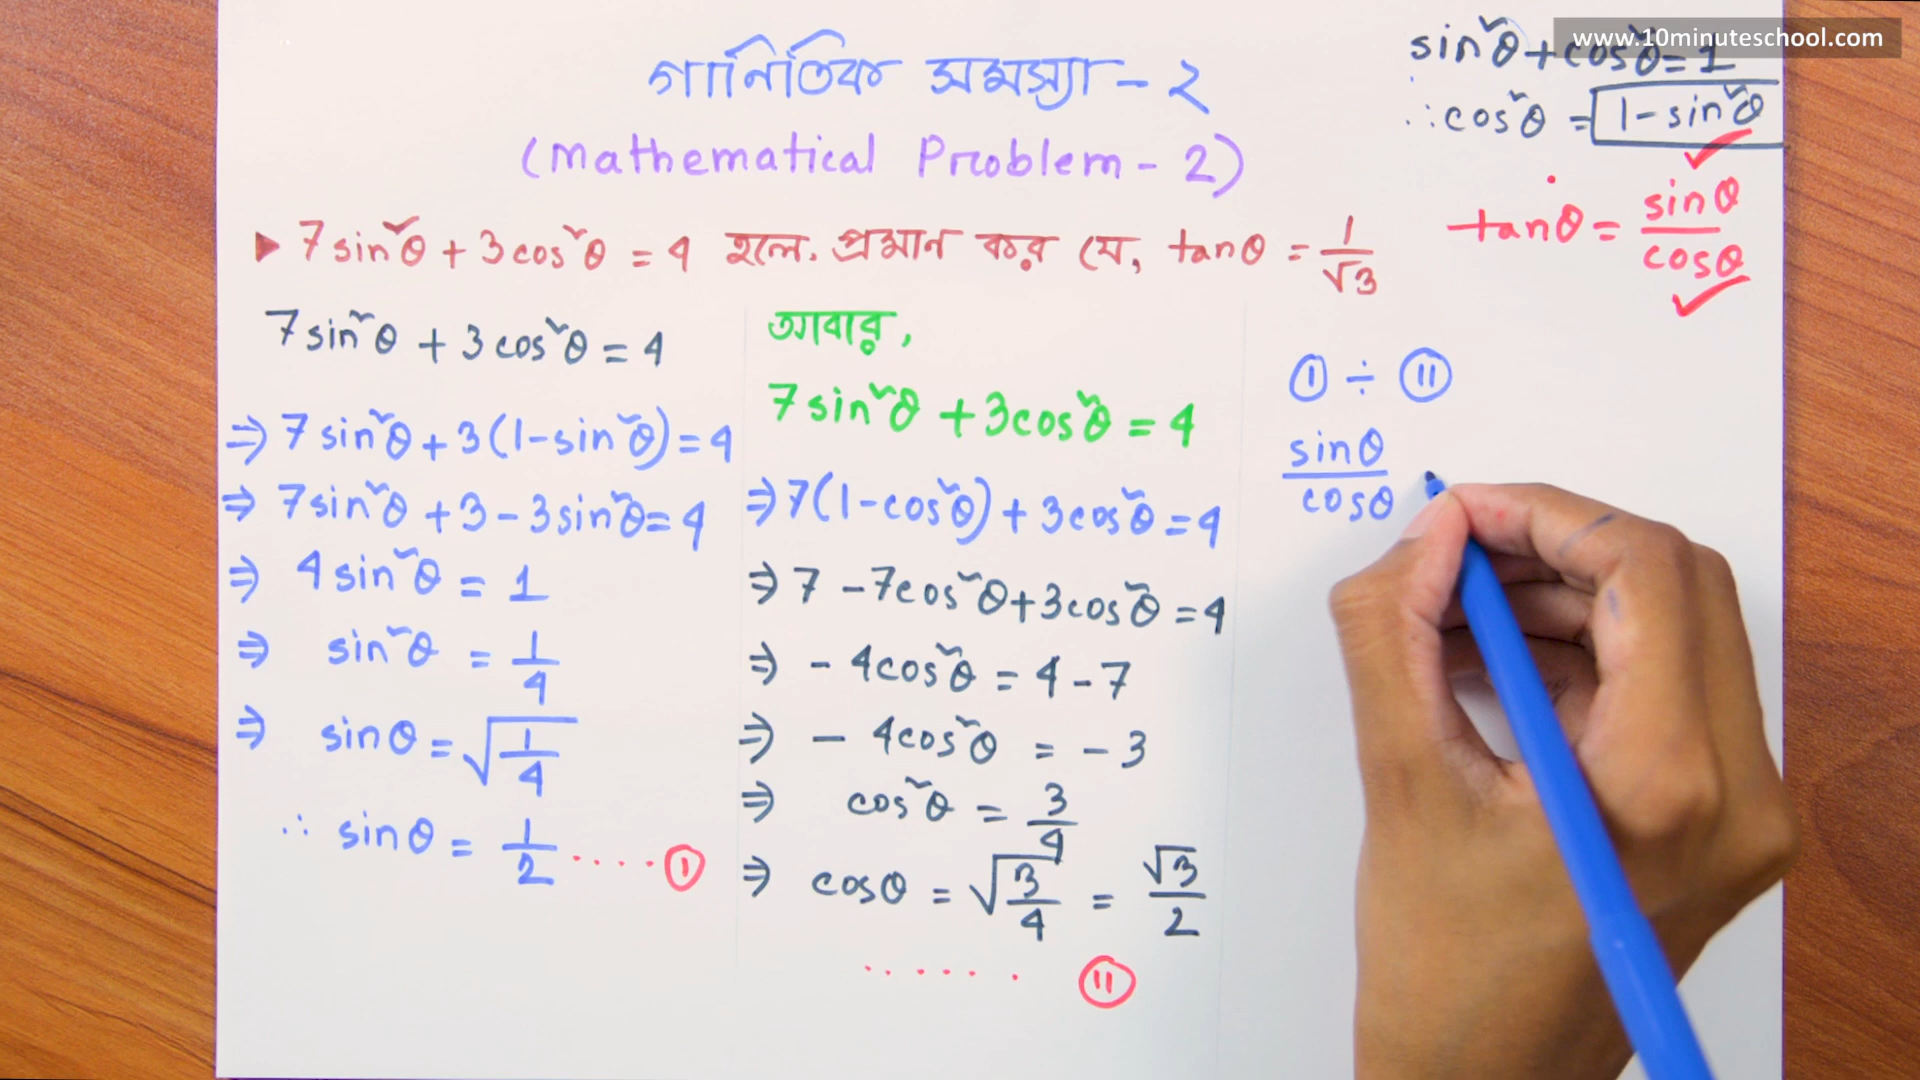 www.10minuteschool.com
গানিতিক সমস্যা - ২
(Mathematical Problem - 2)
sin²θ + cos²θ = 1
∴ cos²θ = 1 - sin²θ
tanθ = sinθ/cosθ
▶ 7sin²θ + 3cos²θ = 4 হলে, প্রমান কর যে, tanθ = 1/√3
7sin²θ + 3cos²θ = 4
⇒ 7sin²θ + 3(1-sin²θ) = 4
⇒ 7sin²θ + 3 - 3sin²θ = 4
⇒ 4sin²θ = 1
⇒ sin²θ = 1/4
⇒ sinθ = √(1/4)
∴ sinθ = 1/2 ····· Ⓘ
আবার,
7sin²θ + 3cos²θ = 4
⇒ 7(1-cos²θ) + 3cos²θ = 4
⇒ 7 - 7cos²θ + 3cos²θ = 4
⇒ - 4cos²θ = 4 - 7
⇒ - 4cos²θ = - 3
⇒ cos²θ = 3/4
⇒ cosθ = √(3/4) = √3/2
······ (II)
(I) ÷ (II)
sinθ/cosθ